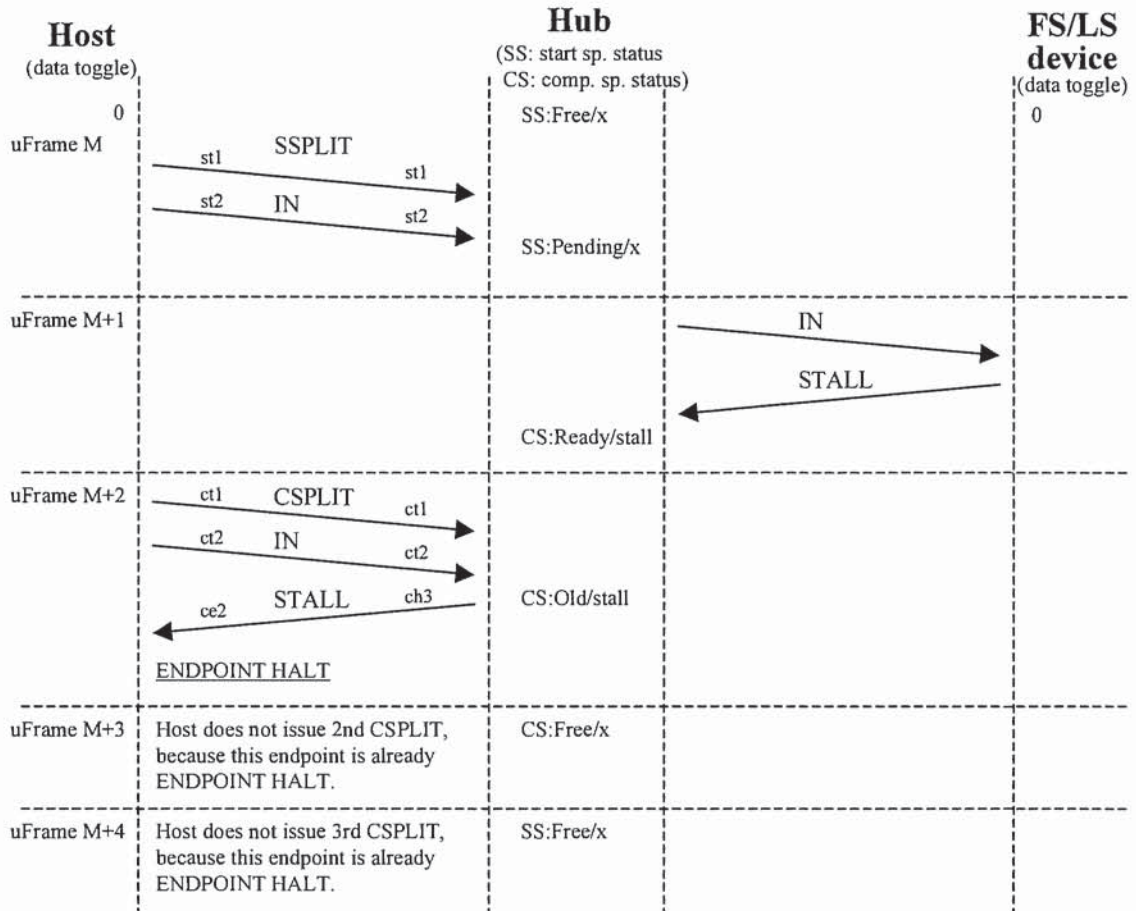 Host
(data toggle)
Hub
(SS: start sp. status
CS: comp. sp. status)
FS/LS
device
(data toggle)
0
SS:Free/x
0
uFrame M
SSPLIT
st1
st1
IN
st2
st2
SS:Pending/x
uFrame M+1
IN
STALL
CS:Ready/stall
uFrame M+2
CSPLIT
ct1
ct1
IN
ct2
ct2
STALL
ch3
ce2
CS:Old/stall
ENDPOINT HALT
uFrame M+3
Host does not issue 2nd CSPLIT,
because this endpoint is already
ENDPOINT HALT.
CS:Free/x
uFrame M+4
Host does not issue 3rd CSPLIT,
because this endpoint is already
ENDPOINT HALT.
SS:Free/x